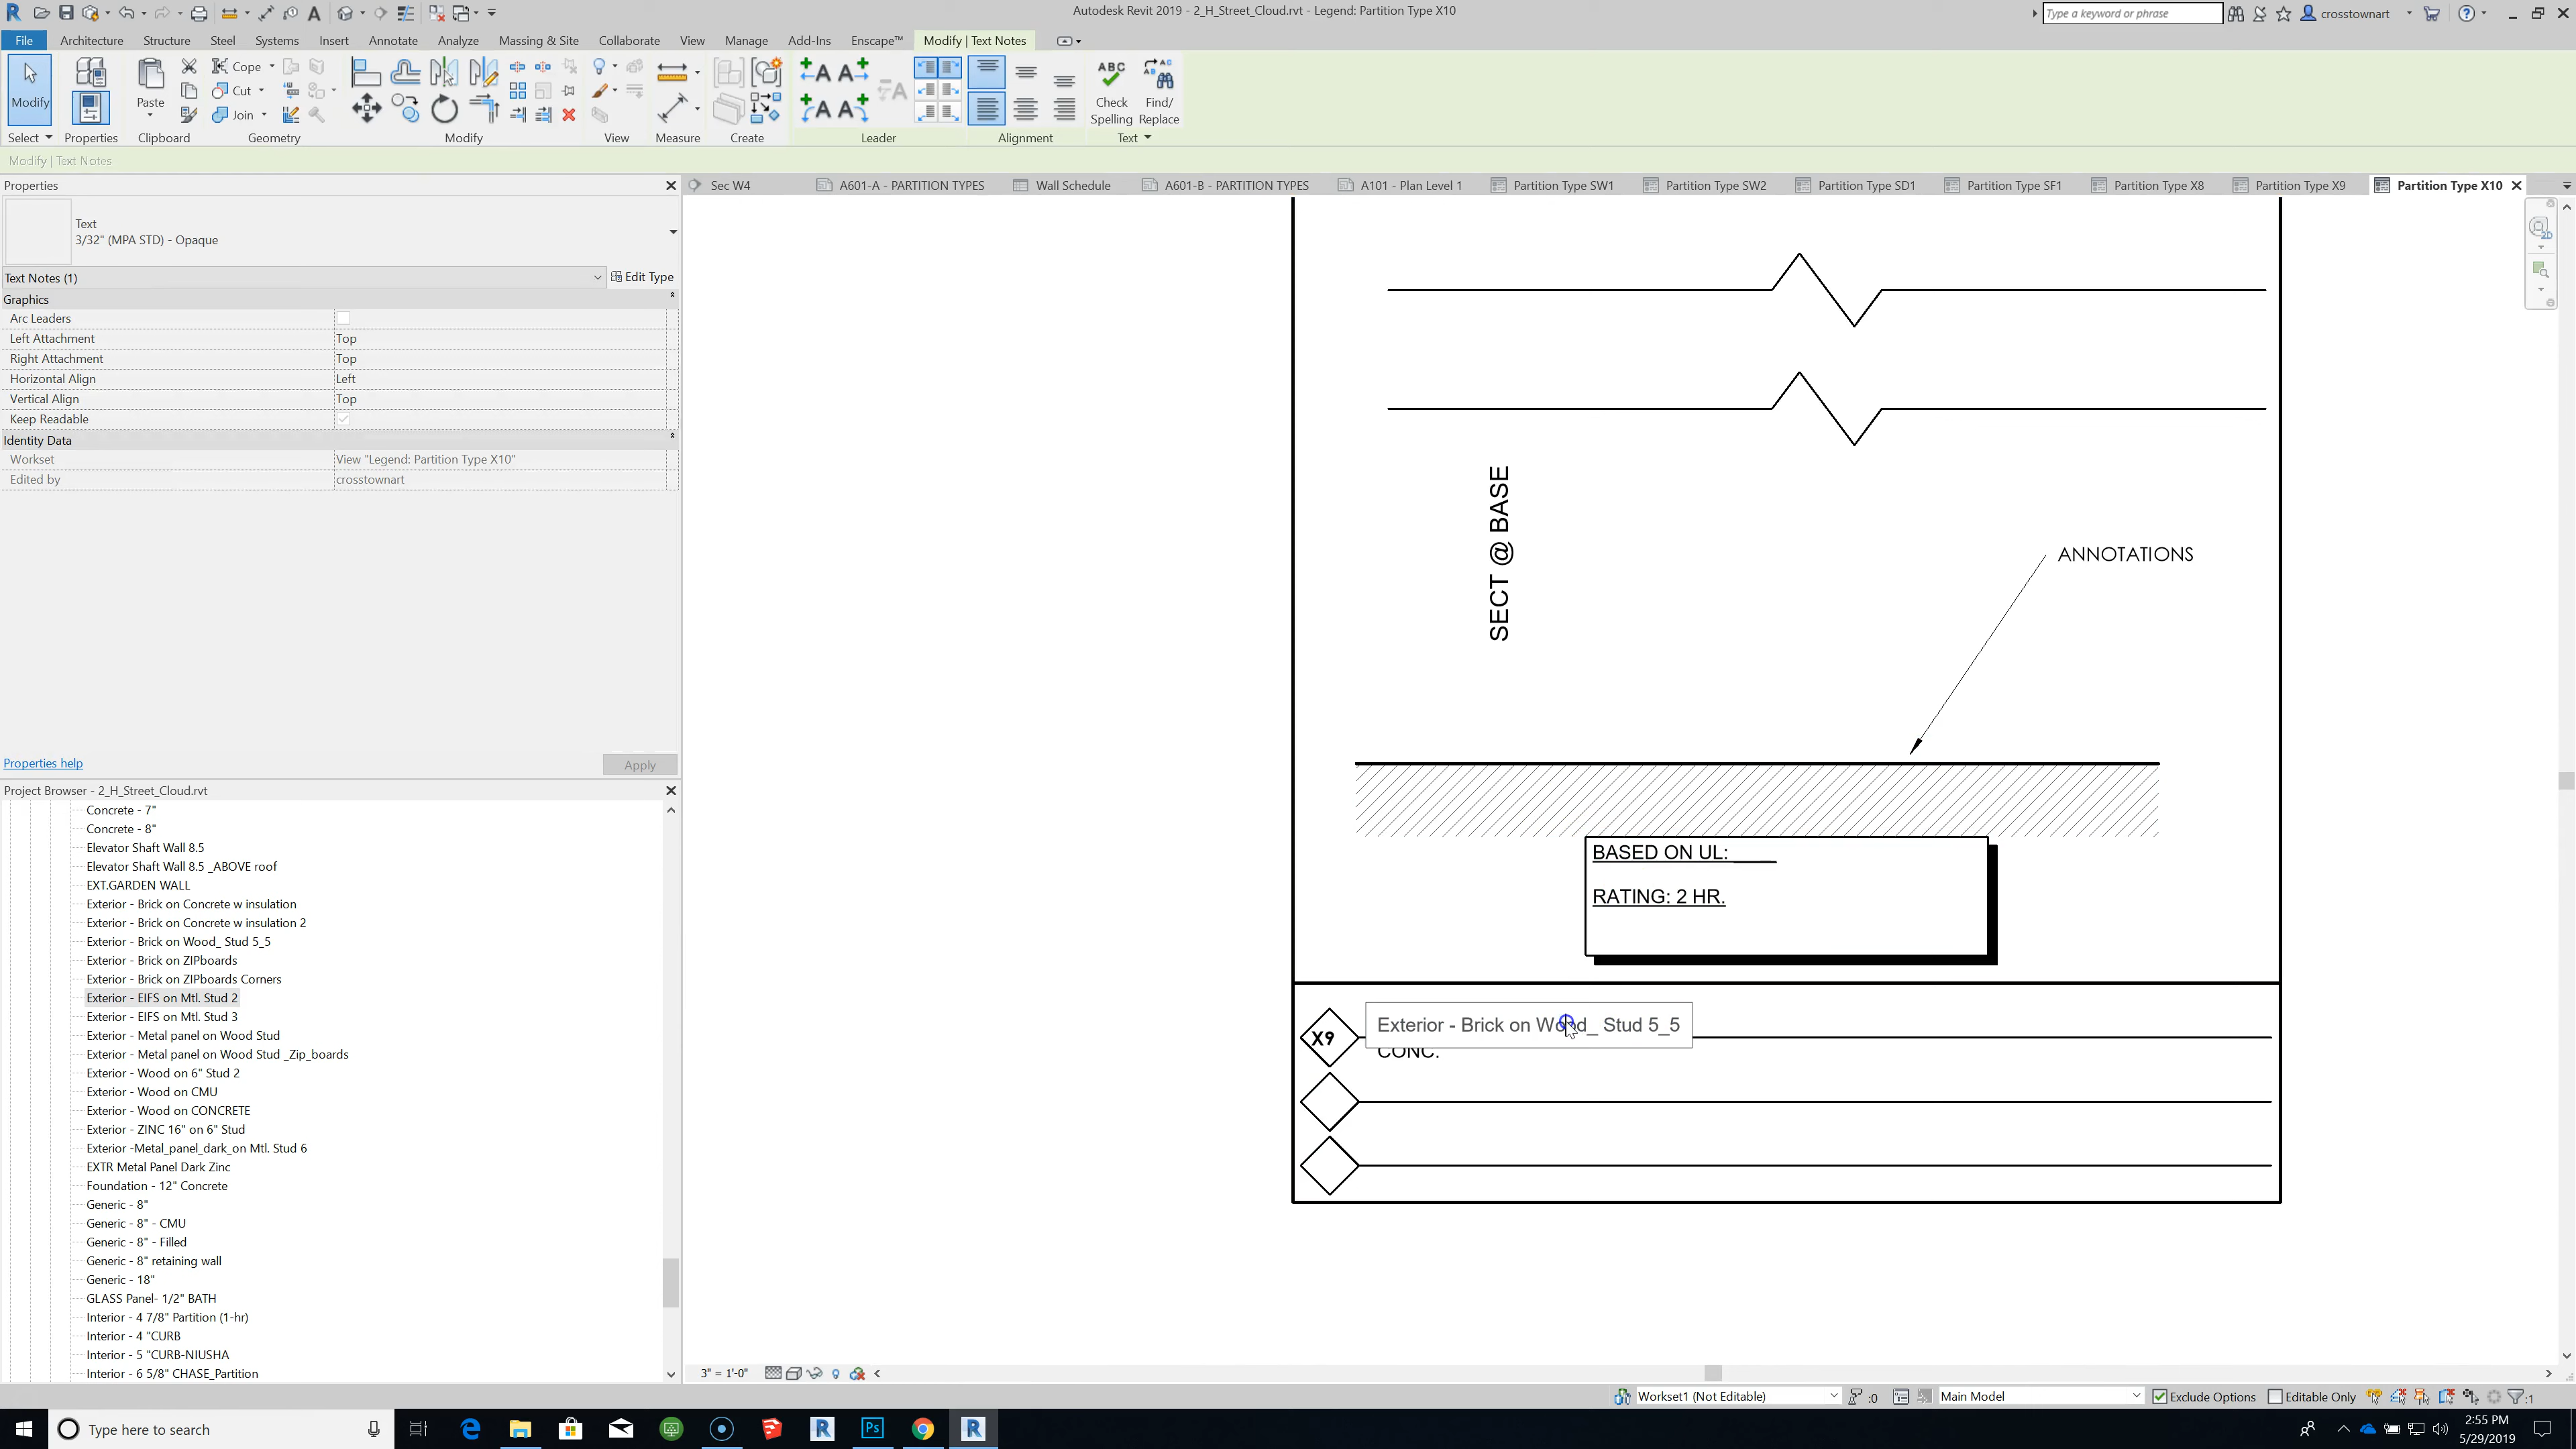 Autodesk Revit 2019 - 2_H_Street_Cloud.rvt - Legend: Partition Type X10
Type a keyword or phrase
crosstownart
File Architecture Structure Steel Systems Insert Annotate Analyze Massing & Site Collaborate View Manage Add-Ins Enscape™ Modify | Text Notes
Modify
Paste
Cope
Cut
Join
Check Spelling
Find/ Replace
Select Properties Clipboard Geometry Modify View Measure Create Leader Alignment Text
Modify | Text Notes
Properties
Sec W4 A601-A - PARTITION TYPES Wall Schedule A601-B - PARTITION TYPES A101 - Plan Level 1 Partition Type SW1 Partition Type SW2 Partition Type SD1 Partition Type SF1 Partition Type X8 Partition Type X9 Partition Type X10
Text
3/32" (MPA STD) - Opaque
Text Notes (1)
Edit Type
Graphics
Arc Leaders
Left Attachment Top
Right Attachment Top
Horizontal Align Left
Vertical Align Top
Keep Readable
Identity Data
Workset View "Legend: Partition Type X10"
Edited by crosstownart
Properties help
Apply
Project Browser - 2_H_Street_Cloud.rvt
Concrete - 7"
Concrete - 8"
Elevator Shaft Wall 8.5
Elevator Shaft Wall 8.5 _ABOVE roof
EXT.GARDEN WALL
Exterior - Brick on Concrete w insulation
Exterior - Brick on Concrete w insulation 2
Exterior - Brick on Wood_ Stud 5_5
Exterior - Brick on ZIPboards
Exterior - Brick on ZIPboards Corners
Exterior - EIFS on Mtl. Stud 2
Exterior - EIFS on Mtl. Stud 3
Exterior - Metal panel on Wood Stud
Exterior - Metal panel on Wood Stud _Zip_boards
Exterior - Wood on 6" Stud 2
Exterior - Wood on CMU
Exterior - Wood on CONCRETE
Exterior - ZINC 16" on 6" Stud
Exterior -Metal_panel_dark_on Mtl. Stud 6
EXTR Metal Panel Dark Zinc
Foundation - 12" Concrete
Generic - 8"
Generic - 8" - CMU
Generic - 8" - Filled
Generic - 8" retaining wall
Generic - 18"
GLASS Panel- 1/2" BATH
Interior - 4 7/8" Partition (1-hr)
Interior - 4 "CURB
Interior - 5 "CURB-NIUSHA
Interior - 6 5/8" CHASE_Partition
SECT @ BASE
ANNOTATIONS
BASED ON UL: ____
RATING: 2 HR.
X9
Exterior - Brick on Wood_ Stud 5_5
CONC.
3" = 1'-0"
Workset1 (Not Editable)
:0
Main Model
Exclude Options
Editable Only
:1
Type here to search
2:55 PM
5/29/2019